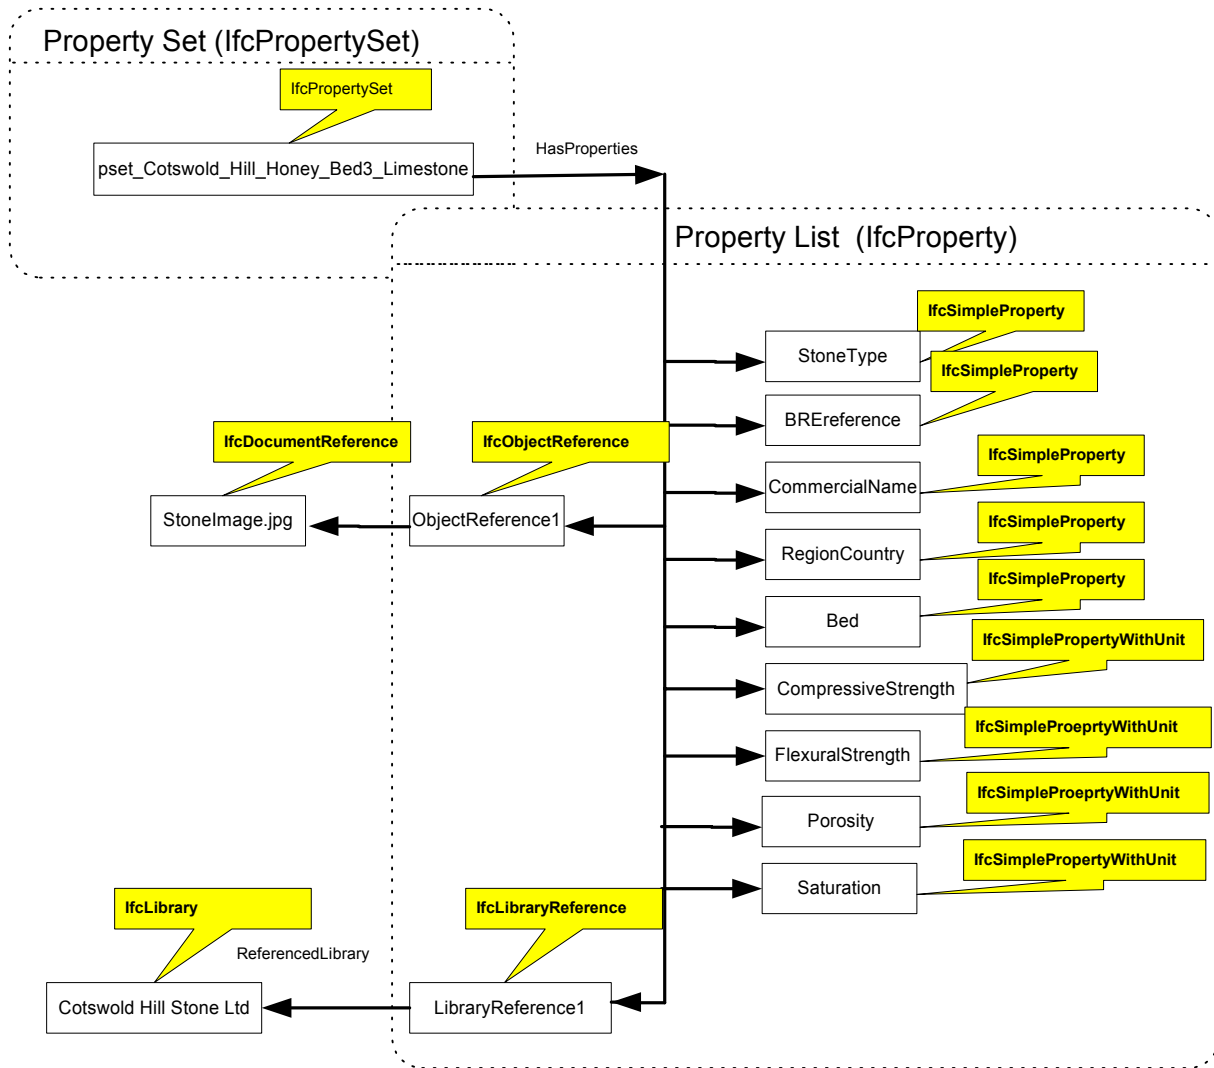 Property Set (IfcPropertySet)
IfcPropertySet
pset_Cotswold_Hill_Honey_Bed3_Limestone
HasProperties
Property List (IfcProperty)
IfcSimpleProperty
StoneType
IfcSimpleProperty
BREreference
IfcDocumentReference
IfcObjectReference
IfcSimpleProperty
CommercialName
StoneImage.jpg
ObjectReference1
IfcSimpleProperty
RegionCountry
IfcSimpleProperty
Bed
IfcSimplePropertyWithUnit
CompressiveStrength
IfcSimpleProeprtyWithUnit
FlexuralStrength
IfcSimpleProeprtyWithUnit
Porosity
IfcSimplePropertyWithUnit
Saturation
IfcLibrary
IfcLibraryReference
ReferencedLibrary
Cotswold Hill Stone Ltd
LibraryReference1